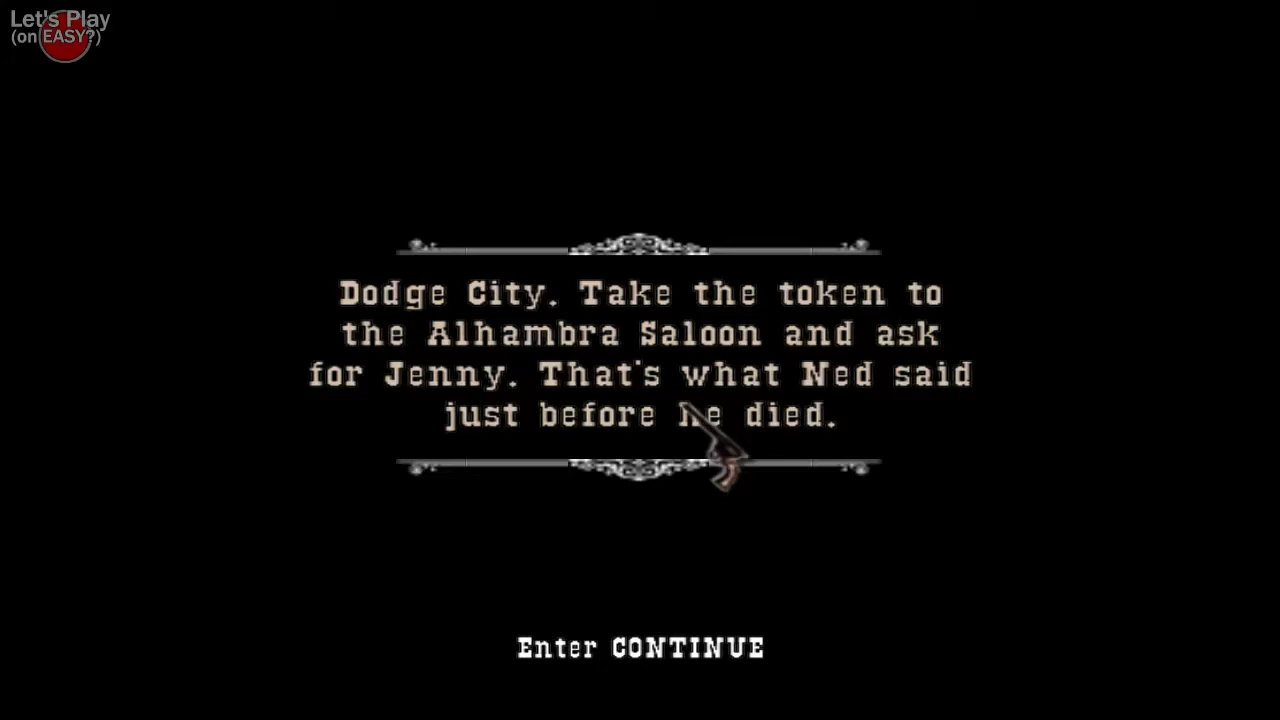 Let's Play
(on EASY?)
Dodge City. Take the token to
the Alhambra Saloon and ask
for Jenny. That's what Ned said
just before he died.
Enter CONTINUE